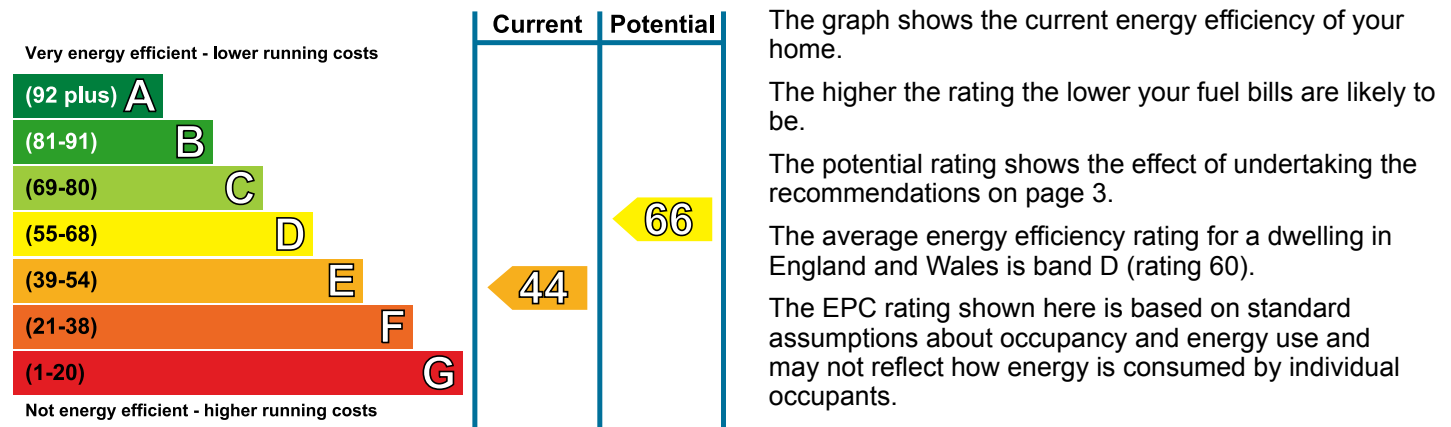 Current Potential
Very energy efficient - lower running costs
(92 plus) A
(81-91) B
(69-80) C
(55-68) D
66
(39-54) E
44
(21-38) F
(1-20) G
Not energy efficient - higher running costs
The graph shows the current energy efficiency of your
home.
The higher the rating the lower your fuel bills are likely to
be.
The potential rating shows the effect of undertaking the
recommendations on page 3.
The average energy efficiency rating for a dwelling in
England and Wales is band D (rating 60).
The EPC rating shown here is based on standard
assumptions about occupancy and energy use and
may not reflect how energy is consumed by individual
occupants.